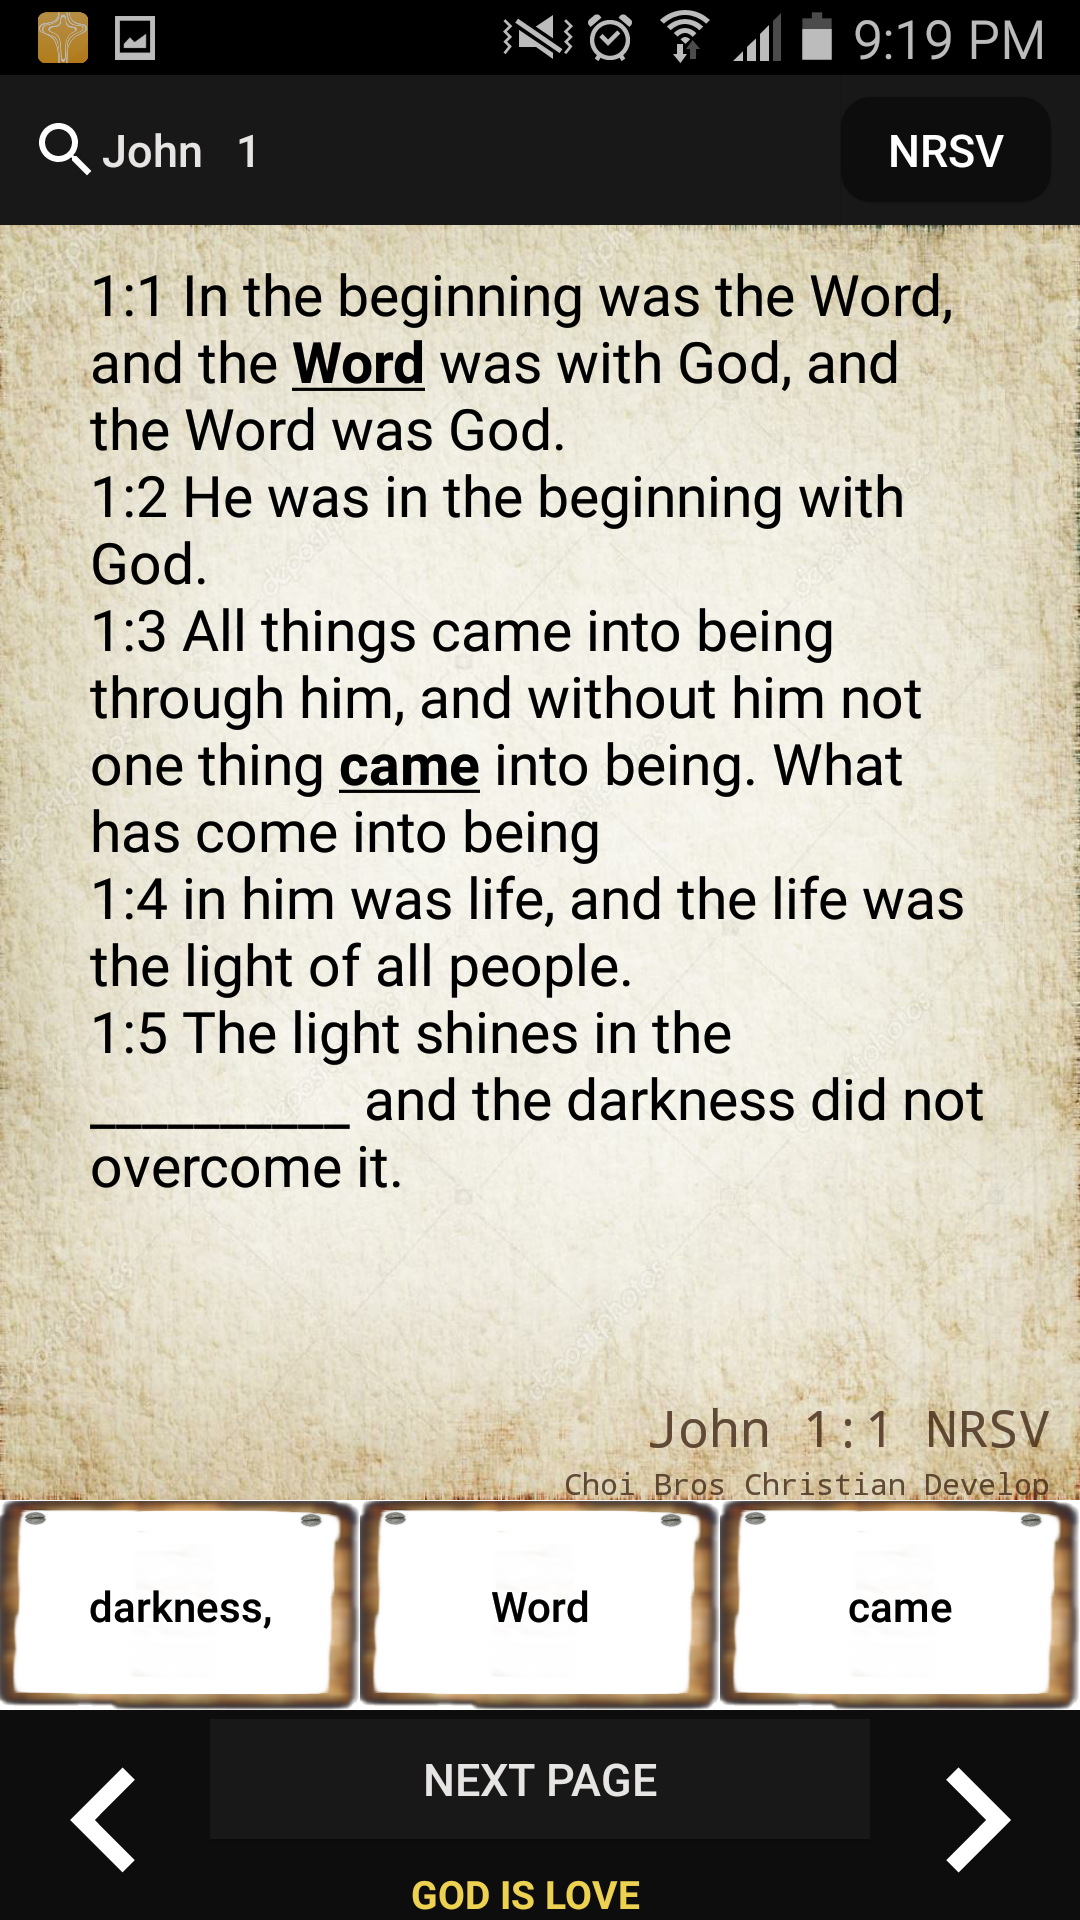 9:19 PM
John 1
NRSV
1:1 In the beginning was the Word,
and the Word was with God, and
the Word was God.
1:2 He was in the beginning with
God.
1:3 All things came into being
through him, and without him not
one thing came into being. What
has come into being
1:4 in him was life, and the life was
the light of all people.
1:5 The light shines in the
__________ and the darkness did not
overcome it.
John 1:1 NRSV
Choi Bros Christian Develop
darkness,
Word
came
NEXT PAGE
GOD IS LOVE